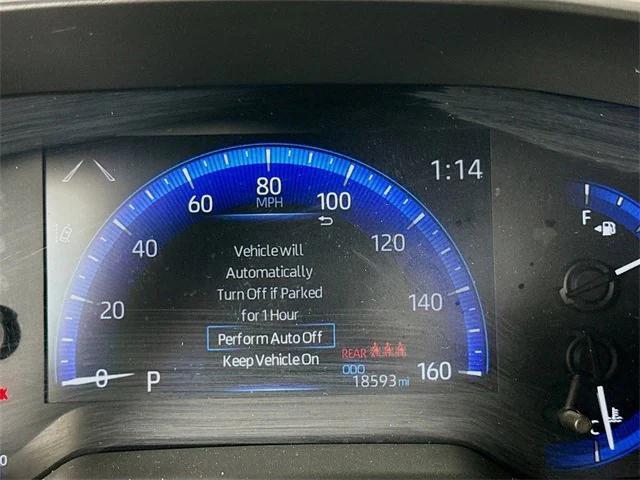 1:14
80
MPH
60
100
40
120
20
140
0
160
Vehicle will
Automatically
Turn Off if Parked
for 1 Hour
Perform Auto Off
Keep Vehicle On
REAR
ODO
18593 mi
P
F
C
K
0